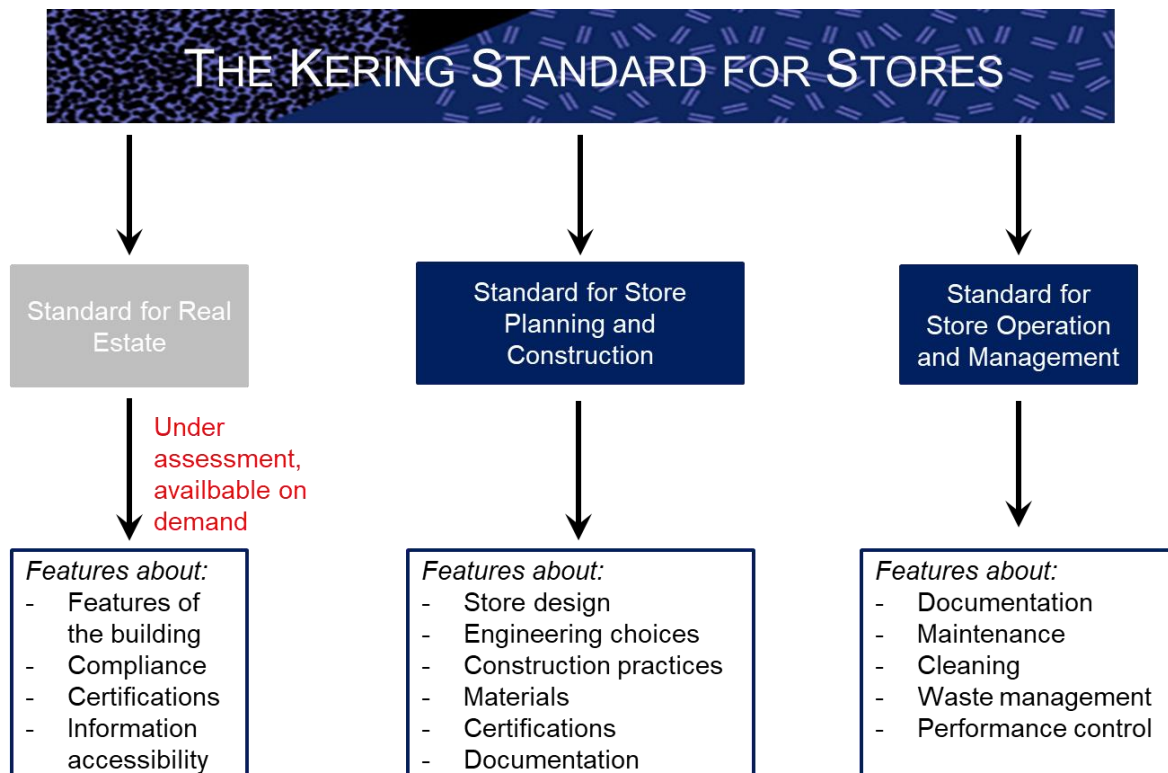 THE KERING STANDARD FOR STORES
Standard for Real
Estate
Under
assessment,
availbable on
demand
Features about:
- Features of
the building
- Compliance
- Certifications
- Information
accessibility
Standard for Store
Planning and
Construction
Features about:
- Store design
- Engineering choices
- Construction practices
- Materials
- Certifications
- Documentation
Standard for
Store Operation
and Management
Features about:
- Documentation
- Maintenance
- Cleaning
- Waste management
- Performance control